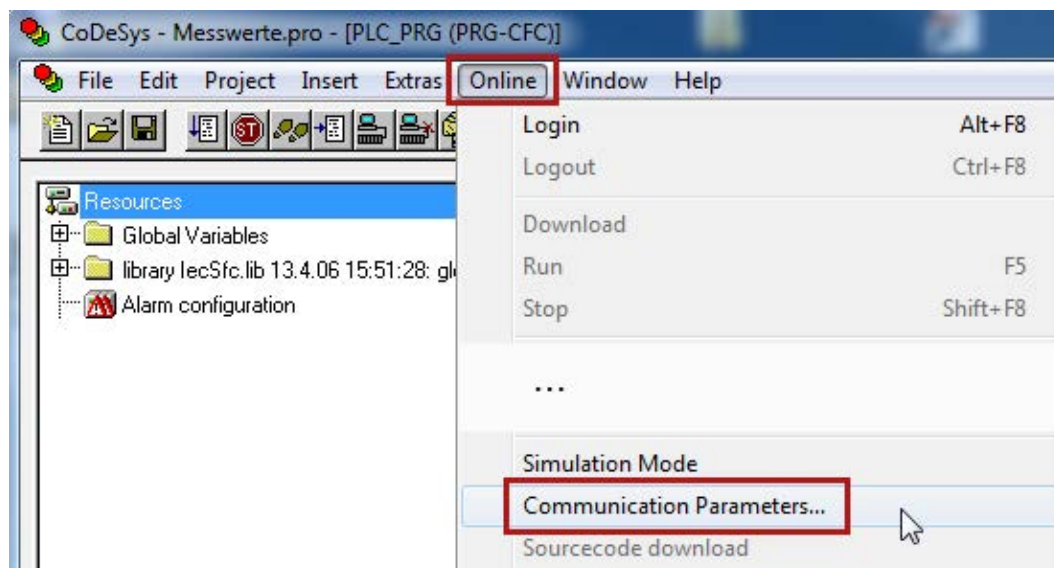 CoDeSys - Messwerte.pro - [PLC_PRG (PRG-CFC)]
File Edit Project Insert Extras Online Window Help
ST
Login Alt+F8
Logout Ctrl+F8
Download
Run F5
Stop Shift+F8
...
Simulation Mode
Communication Parameters...
Sourcecode download
Resources
Global Variables
library IecSfc.lib 13.4.06 15:51:28: gl
Alarm configuration